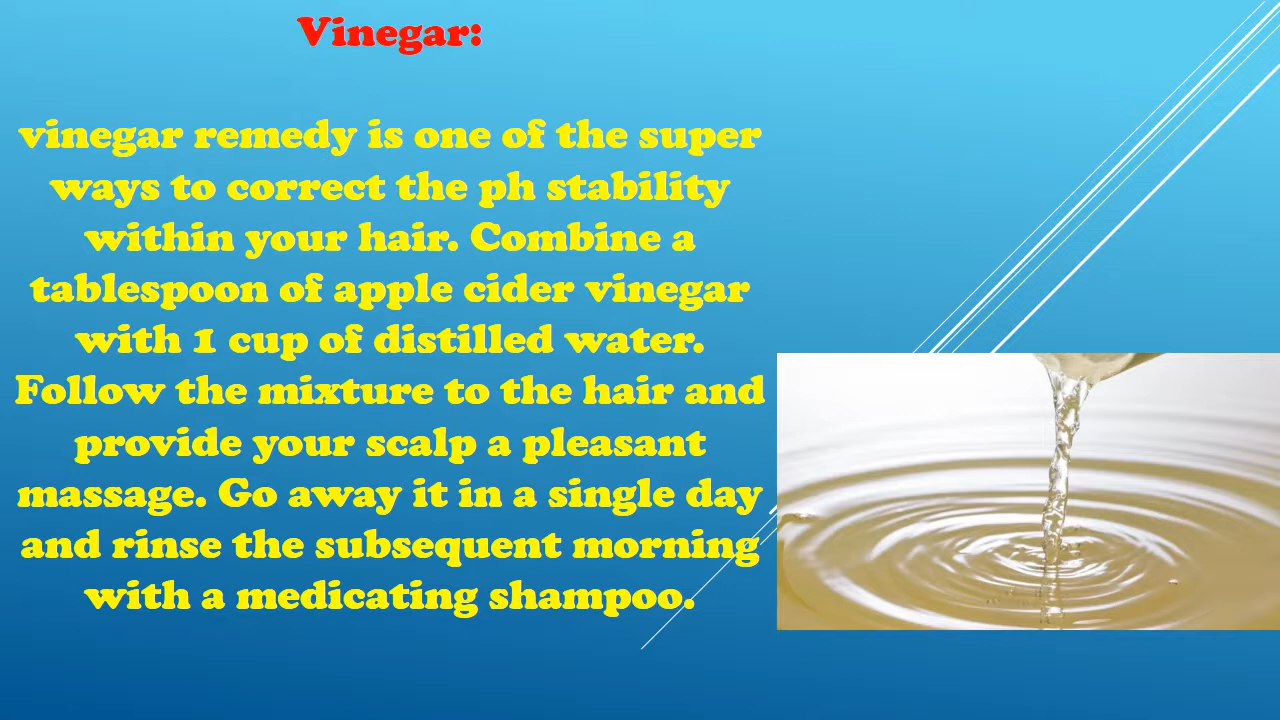 Vinegar:
vinegar remedy is one of the super
ways to correct the ph stability
within your hair. Combine a
tablespoon of apple cider vinegar
with 1 cup of distilled water.
Follow the mixture to the hair and
provide your scalp a pleasant
massage. Go away it in a single day
and rinse the subsequent morning
with a medicating shampoo.